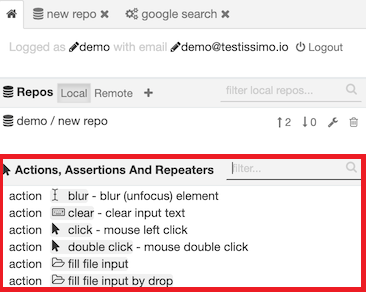 new repo × google search ×
Logged as demo with email demo@testissimo.io Logout
Repos Local Remote + filter local repos...
demo / new repo 2 0
Actions, Assertions And Repeaters filter...
action blur - blur (unfocus) element
action clear - clear input text
action click - mouse left click
action double click - mouse double click
action fill file input
action fill file input by drop